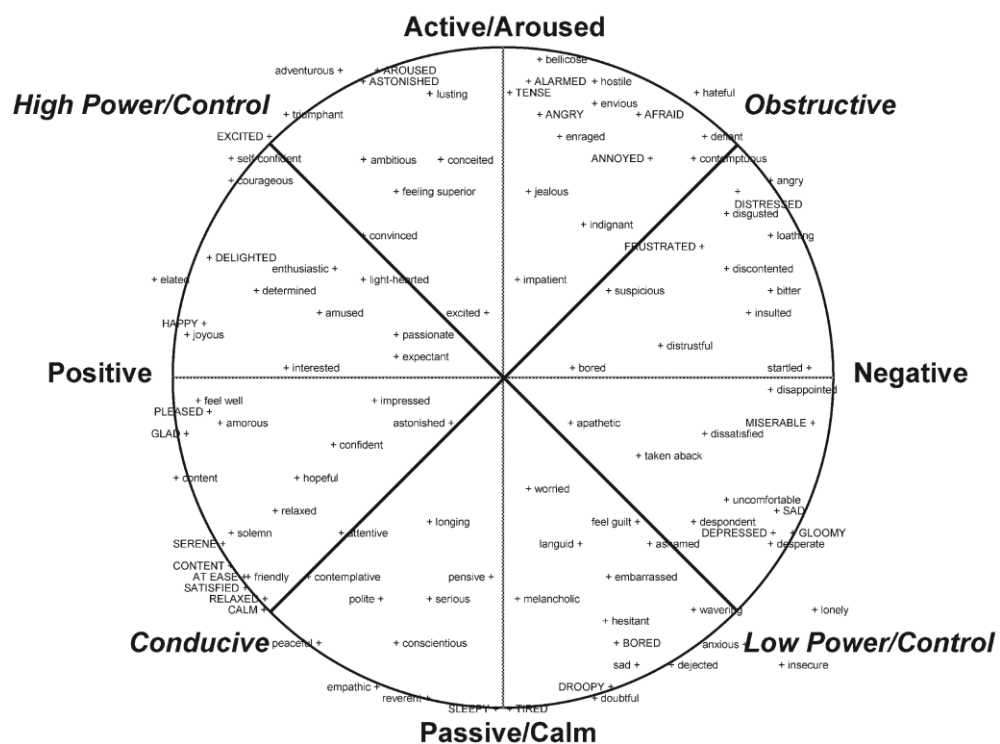 Active/Aroused
+ bellicose
adventurous +
+ AROUSED
+ ASTONISHED
+ ALARMED
+ hostile
+ lusting
+ TENSE
+ hateful
High Power/Control
Obstructive
+ envious
+ triumphant
+ ANGRY
+ AFRAID
EXCITED +
+ enraged
+ defiant
+ self confident
+ ambitious
+ conceited
ANNOYED +
+ contemptuous
+ courageous
+ angry
+ feeling superior
+ jealous
+
DISTRESSED
+ disgusted
+ indignant
+ convinced
+ loathing
FRUSTRATED +
+ DELIGHTED
enthusiastic +
+ discontented
+ elated
+ light-hearted
+ impatient
+ determined
+ suspicious
+ bitter
+ amused
excited +
+ insulted
HAPPY +
+ joyous
+ passionate
+ distrustful
+ expectant
+ interested
+ bored
startled +
Positive
Negative
+ disappointed
+ feel well
+ impressed
PLEASED +
+ amorous
astonished +
+ apathetic
MISERABLE +
GLAD +
+ dissatisfied
+ confident
+ taken aback
+ content
+ hopeful
+ worried
+ uncomfortable
+ relaxed
+ SAD
+ longing
feel guilt +
+ despondent
+ solemn
+ attentive
DEPRESSED +
+ GLOOMY
SERENE +
languid +
+ ashamed
+ desperate
CONTENT +
AT EASE +
+ friendly
+ contemplative
pensive +
+ embarrassed
SATISFIED +
RELAXED +
polite +
+ serious
+ melancholic
CALM +
+ wavering
+ lonely
+ hesitant
Conducive
peaceful +
+ conscientious
+ BORED
anxious +
Low Power/Control
sad +
+ dejected
+ insecure
empathic +
DROOPY +
reverent +
+ doubtful
SLEEPY +
+ TIRED
Passive/Calm